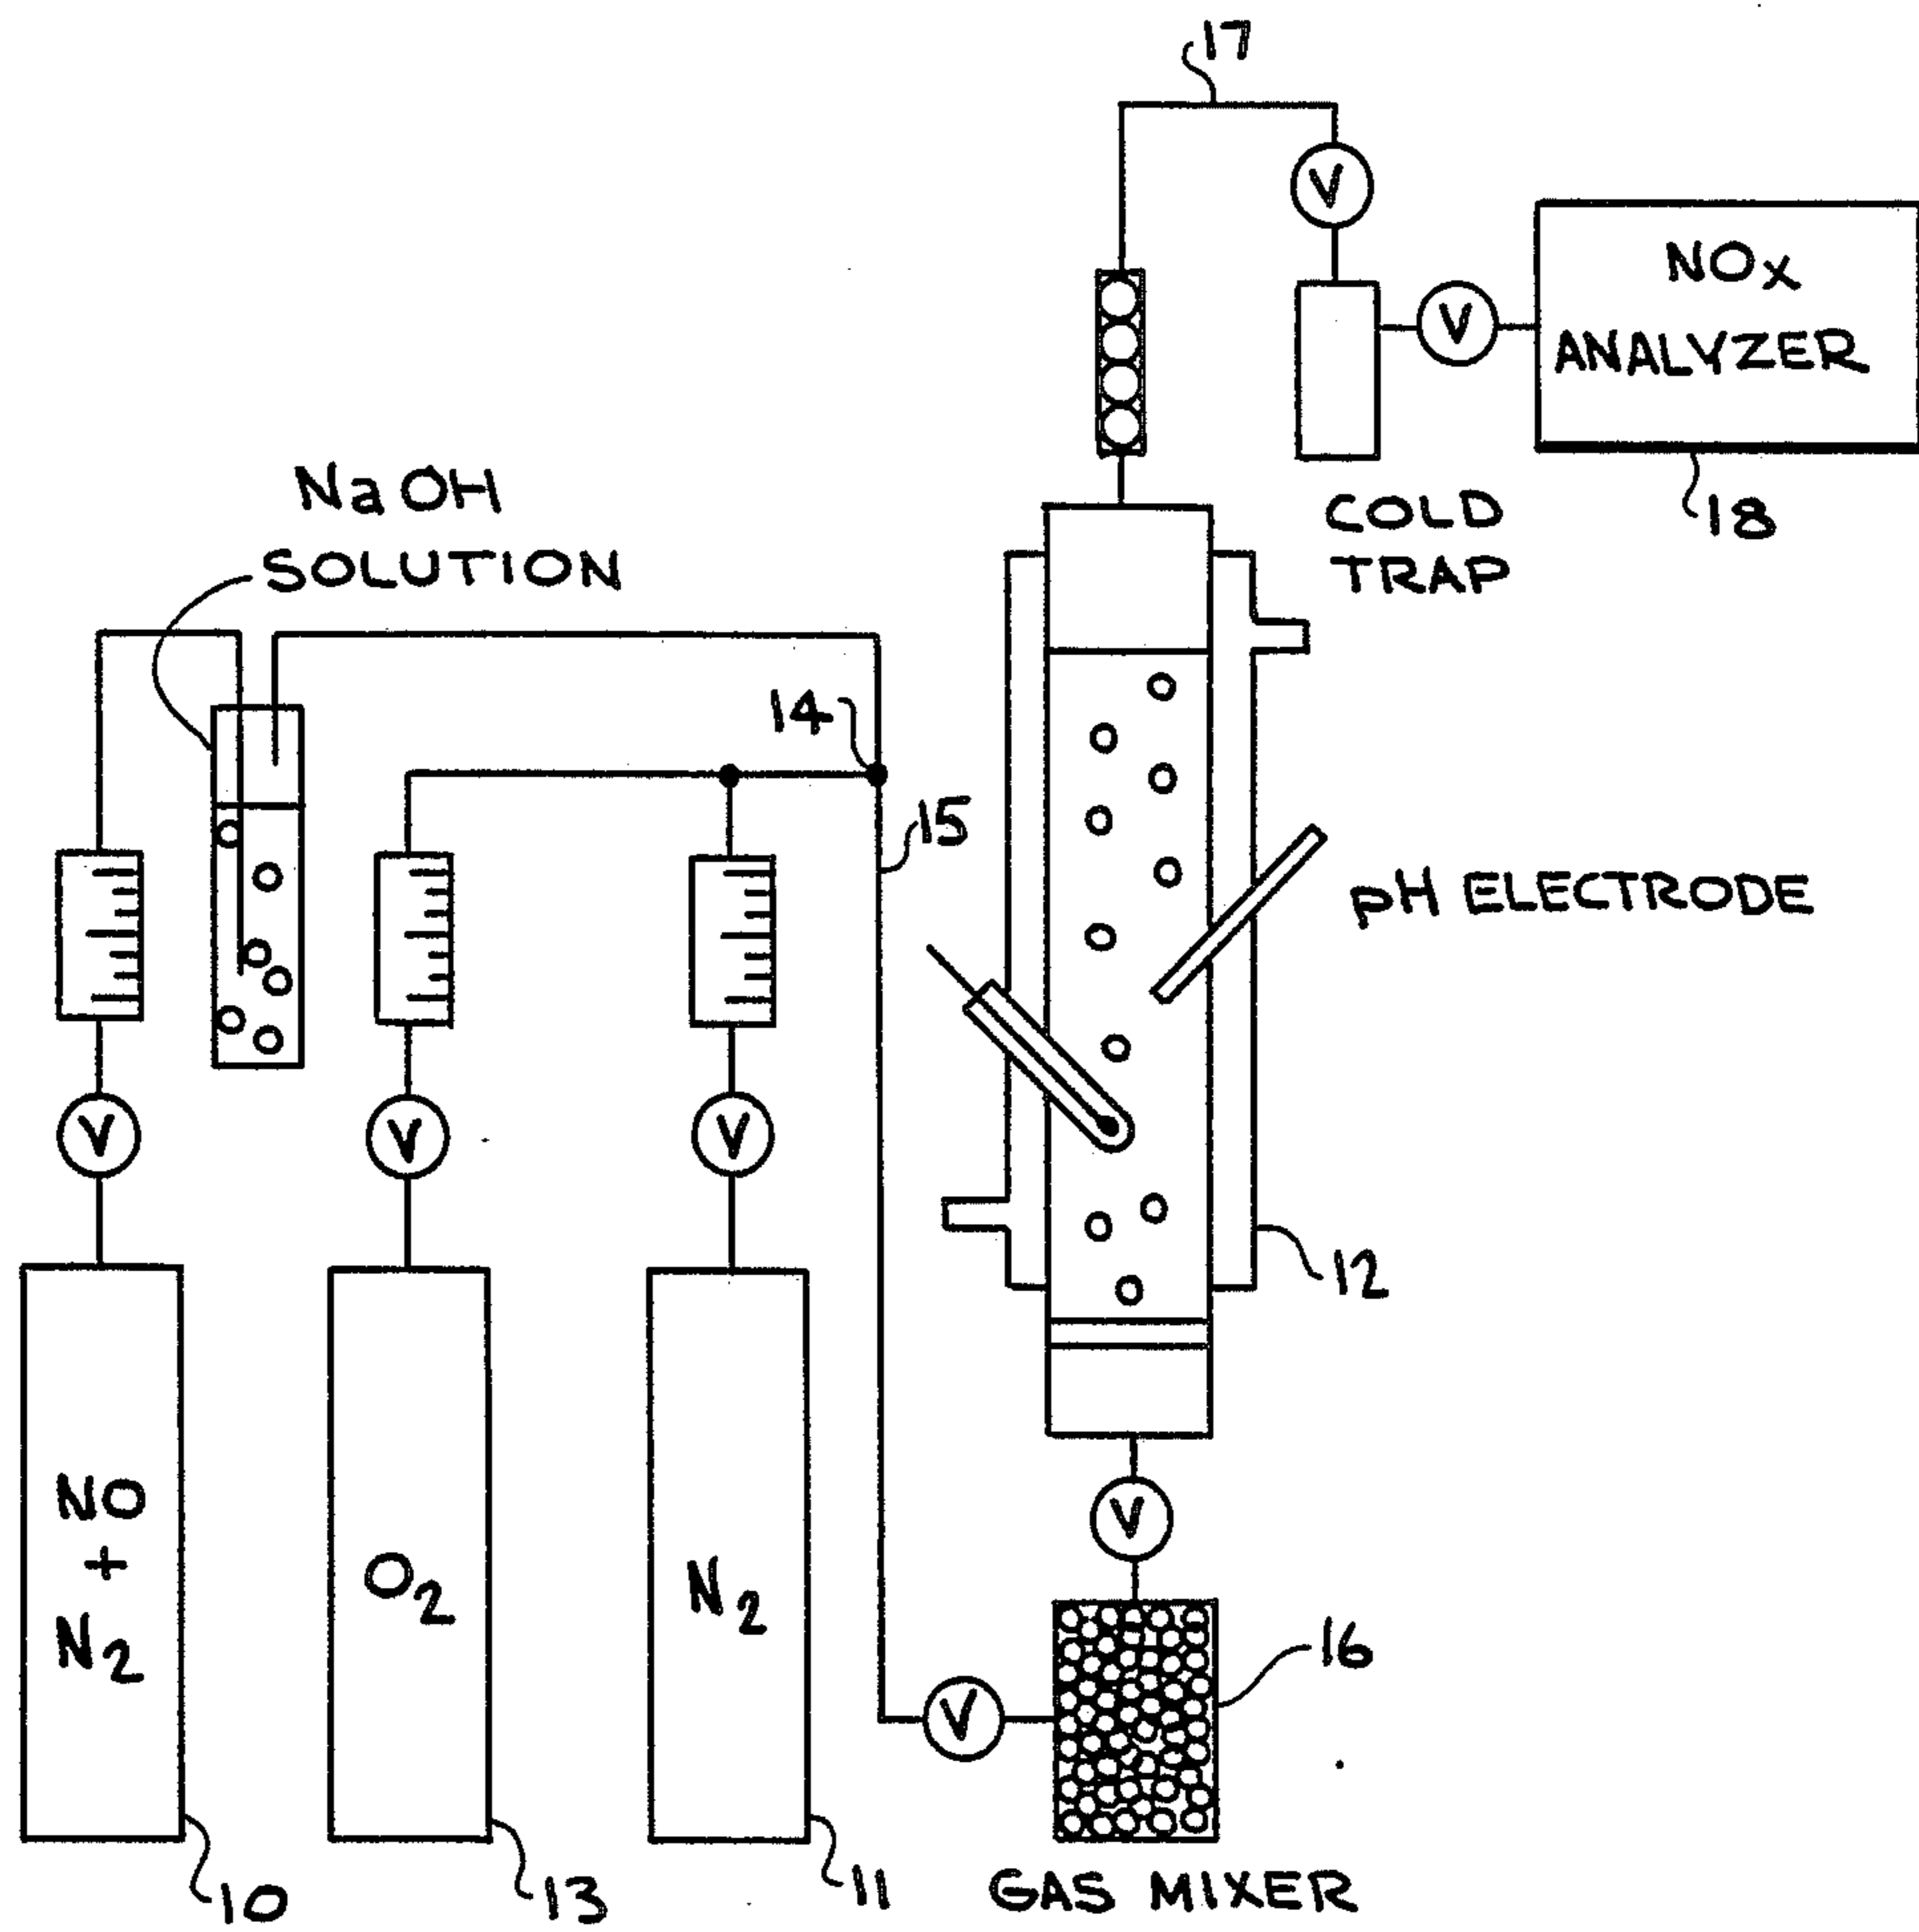 17
V
NOx
ANALYZER
V
18
COLD
TRAP
NaOH
SOLUTION
14
15
pH ELECTRODE
V
V
V
12
V
NO
+
N2
O2
N2
16
V
10
13
11
GAS MIXER